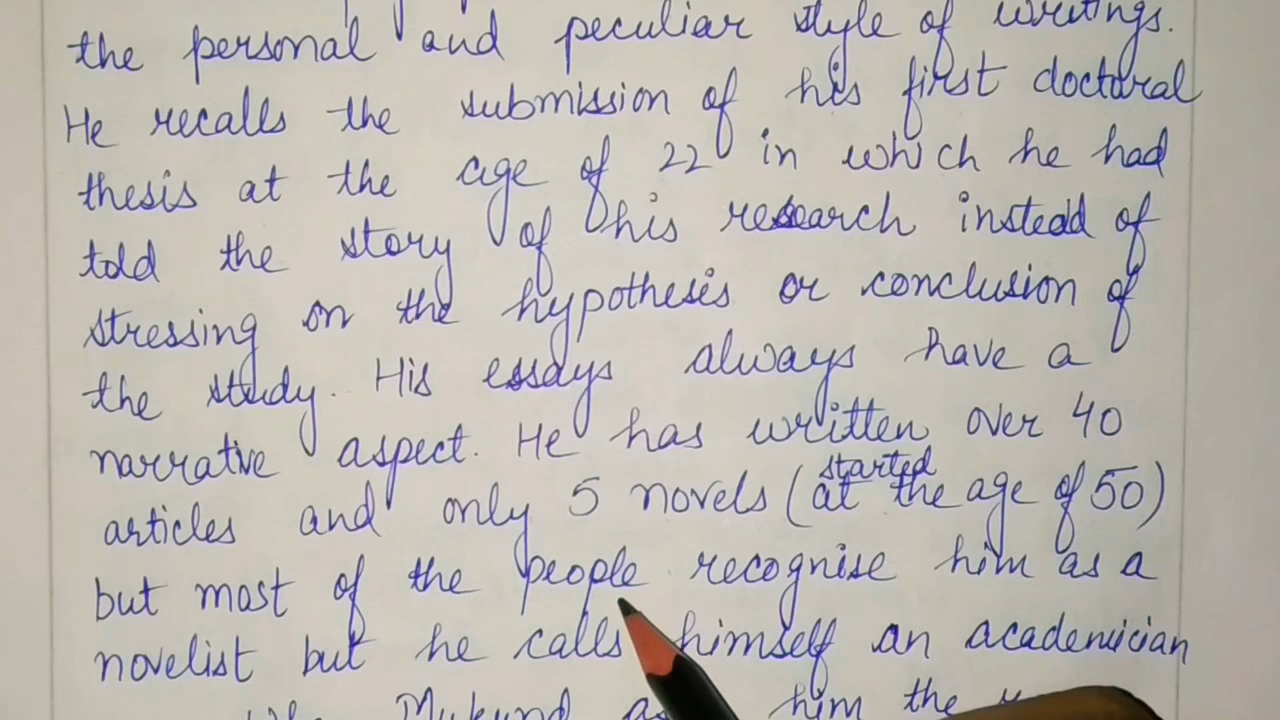 the personal and peculiar style of writings.
He recalls the submission of his first doctoral
thesis at the age of 22 in which he had
told the story of his research instead of
stressing on the hypothesis or conclusion of
the study. His essays always have a
narrative aspect. He has written over 40
started
articles and only 5 novels (at the age of 50)
but most of the people recognise him as a
novelist but he calls himself an academician
Mukund him the